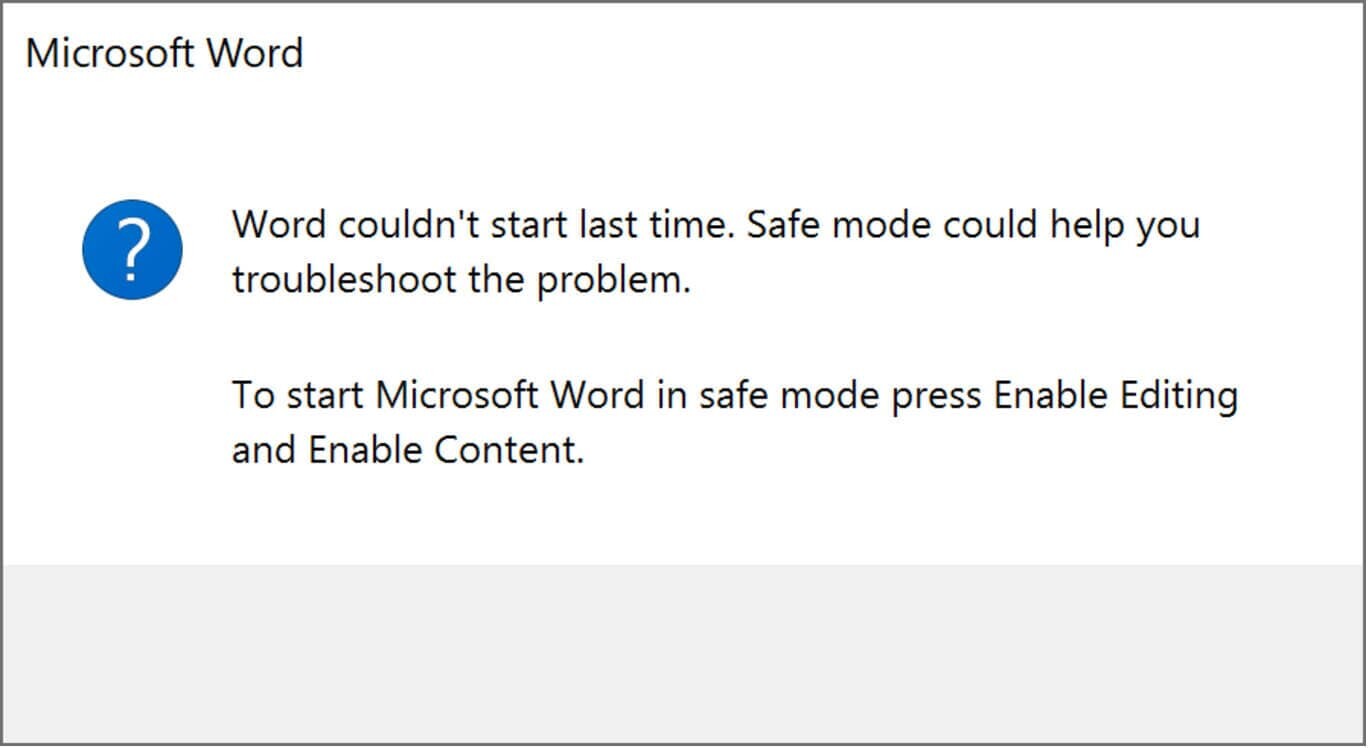 Microsoft Word
?
Word couldn't start last time. Safe mode could help you
troubleshoot the problem.
To start Microsoft Word in safe mode press Enable Editing
and Enable Content.